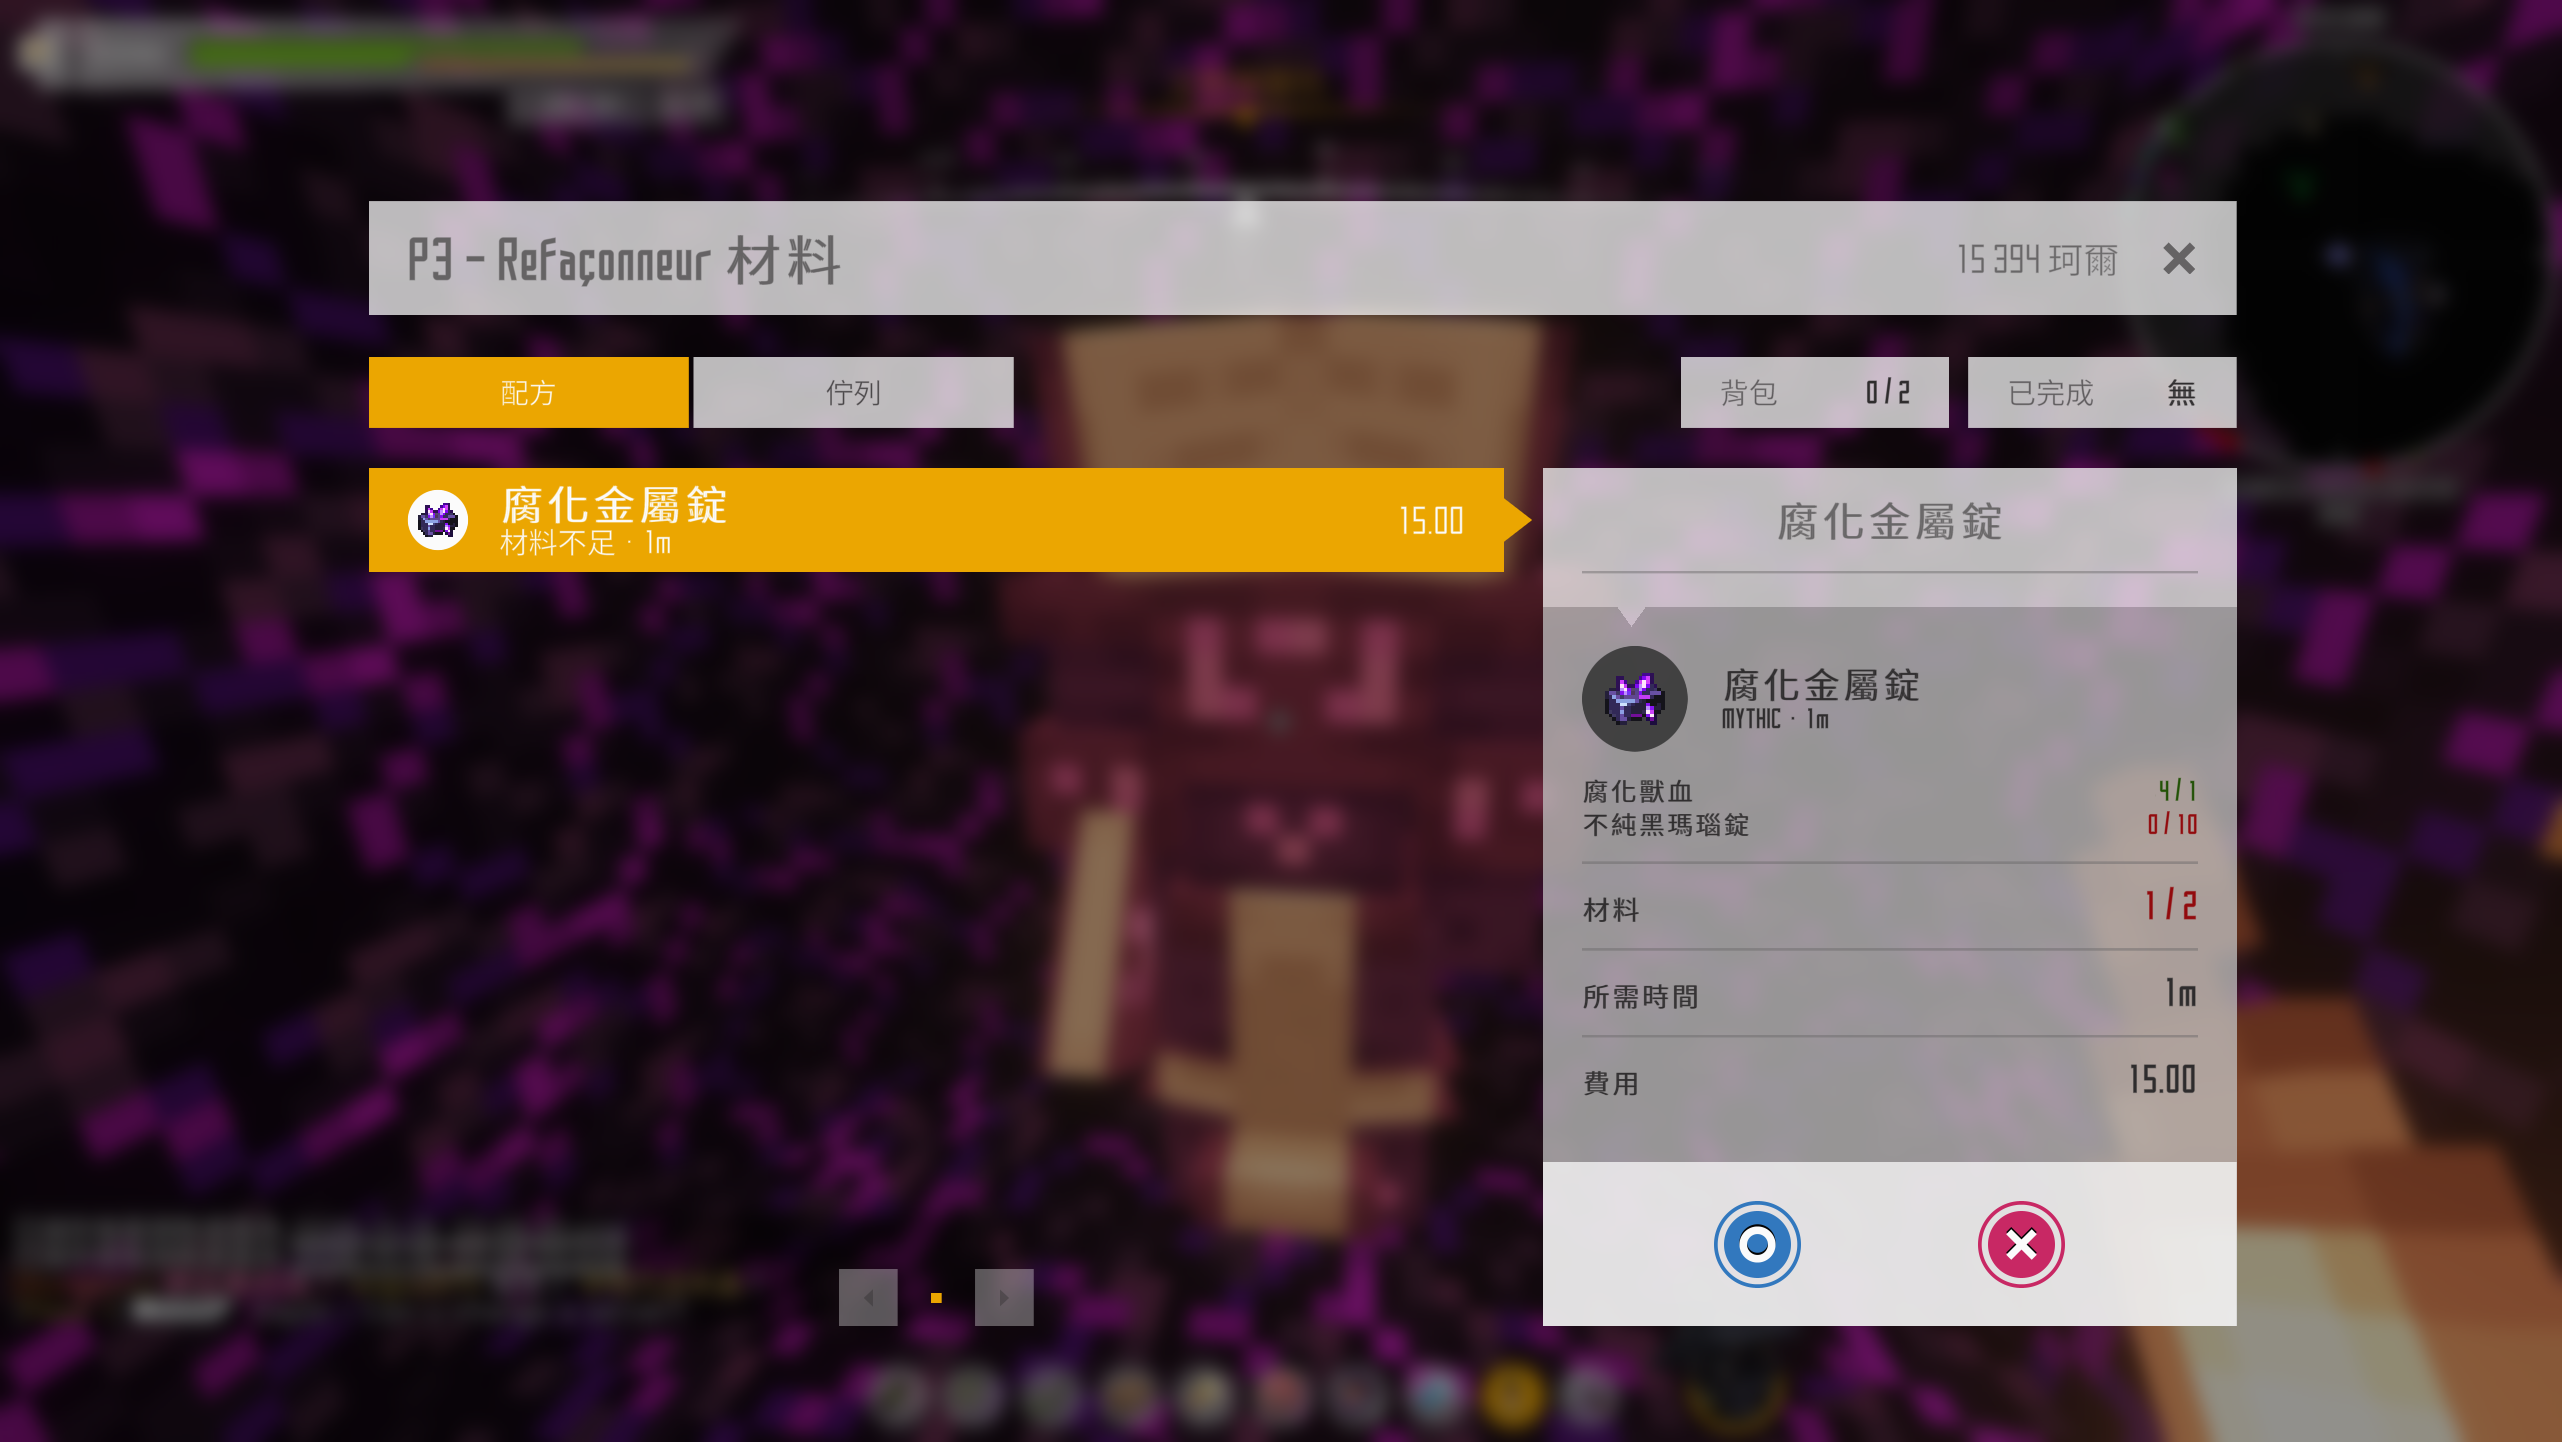 P3 - Refaçonneur 材料
15 394 珂爾
配方
佇列
背包 0/2
已完成 無
腐化金屬錠
材料不足 · 1m
15.00
腐化金屬錠
腐化金屬錠
MYTHIC · 1m
腐化獸血 4/1
不純黑瑪瑙錠 0/10
材料 1/2
所需時間 1m
費用 15.00